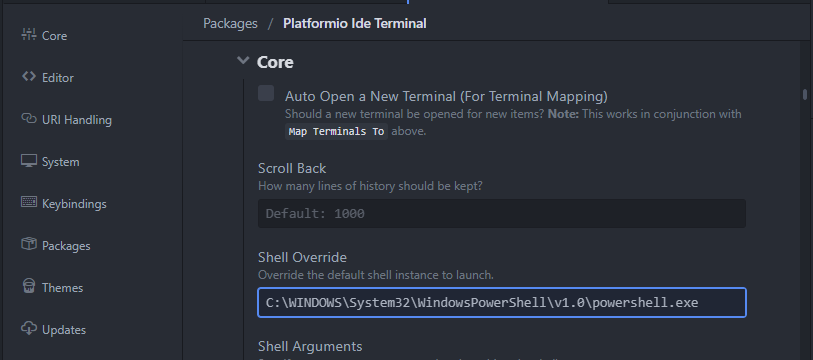 Core
Editor
URI Handling
System
Keybindings
Packages
Themes
Updates
Packages / Platformio Ide Terminal
Core
Auto Open a New Terminal (For Terminal Mapping)
Should a new terminal be opened for new items? Note: This works in conjunction with
Map Terminals To above.
Scroll Back
How many lines of history should be kept?
Default: 1000
Shell Override
Override the default shell instance to launch.
C:\WINDOWS\System32\WindowsPowerShell\v1.0\powershell.exe
Shell Arguments